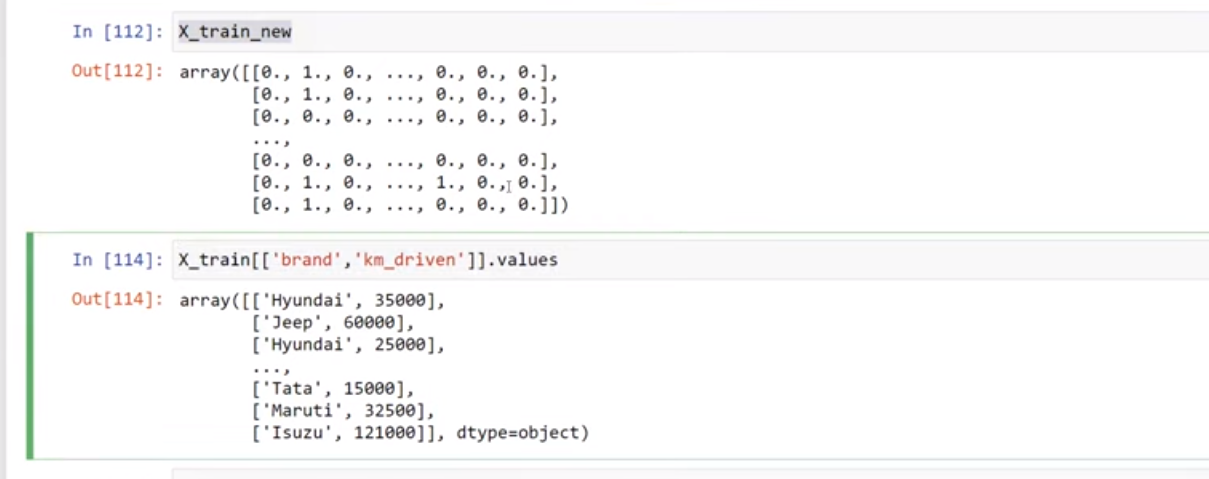 In [112]: X_train_new
Out[112]: array([[0., 1., 0., ..., 0., 0., 0.],
[0., 1., 0., ..., 0., 0., 0.],
[0., 0., 0., ..., 0., 0., 0.],
...,
[0., 0., 0., ..., 0., 0., 0.],
[0., 1., 0., ..., 1., 0., 0.],
[0., 1., 0., ..., 0., 0., 0.]])
In [114]: X_train[['brand','km_driven']].values
Out[114]: array([['Hyundai', 35000],
['Jeep', 60000],
['Hyundai', 25000],
...,
['Tata', 15000],
['Maruti', 32500],
['Isuzu', 121000]], dtype=object)